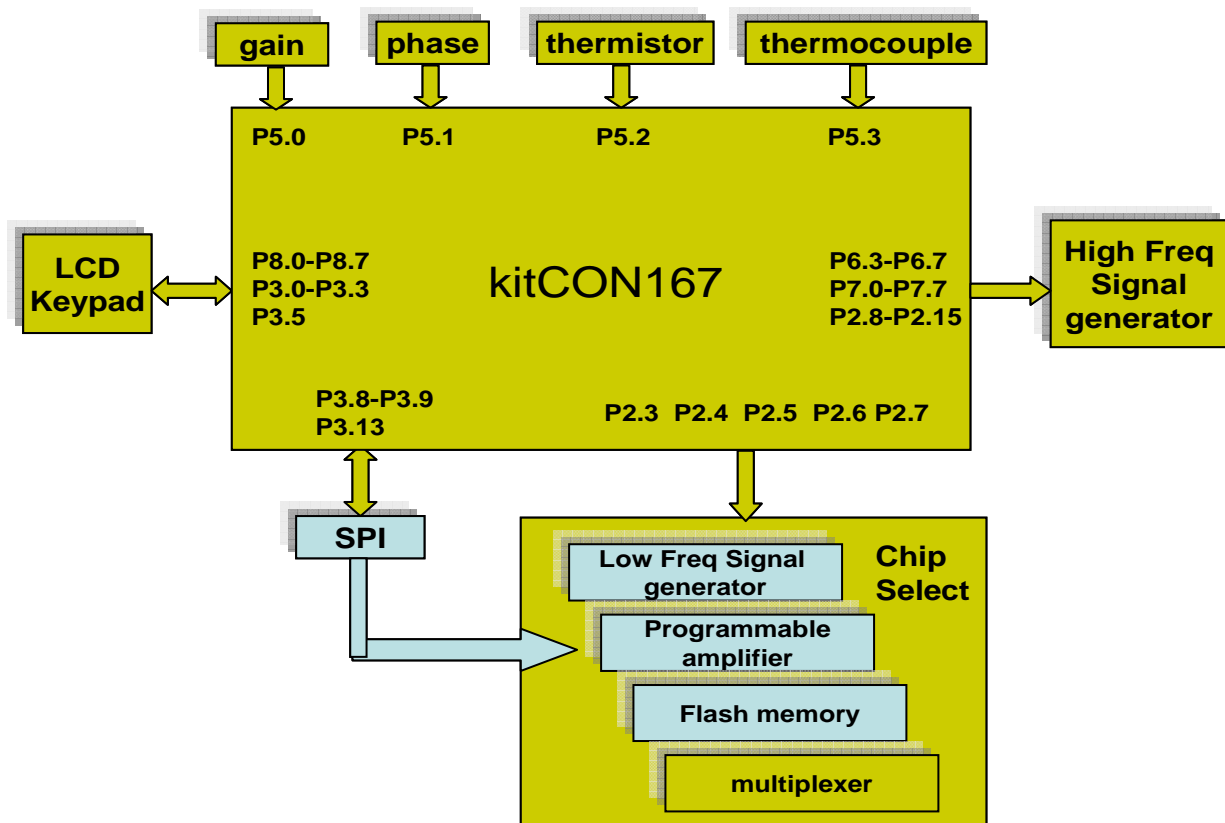 gain
phase
thermistor
thermocouple
P5.0
P5.1
P5.2
P5.3
LCD
Keypad
P8.0-P8.7
P3.0-P3.3
P3.5
kitCON167
P6.3-P6.7
P7.0-P7.7
P2.8-P2.15
High Freq
Signal
generator
P3.8-P3.9
P3.13
P2.3 P2.4 P2.5 P2.6 P2.7
SPI
Chip
Select
Low Freq Signal
generator
Programmable
amplifier
Flash memory
multiplexer